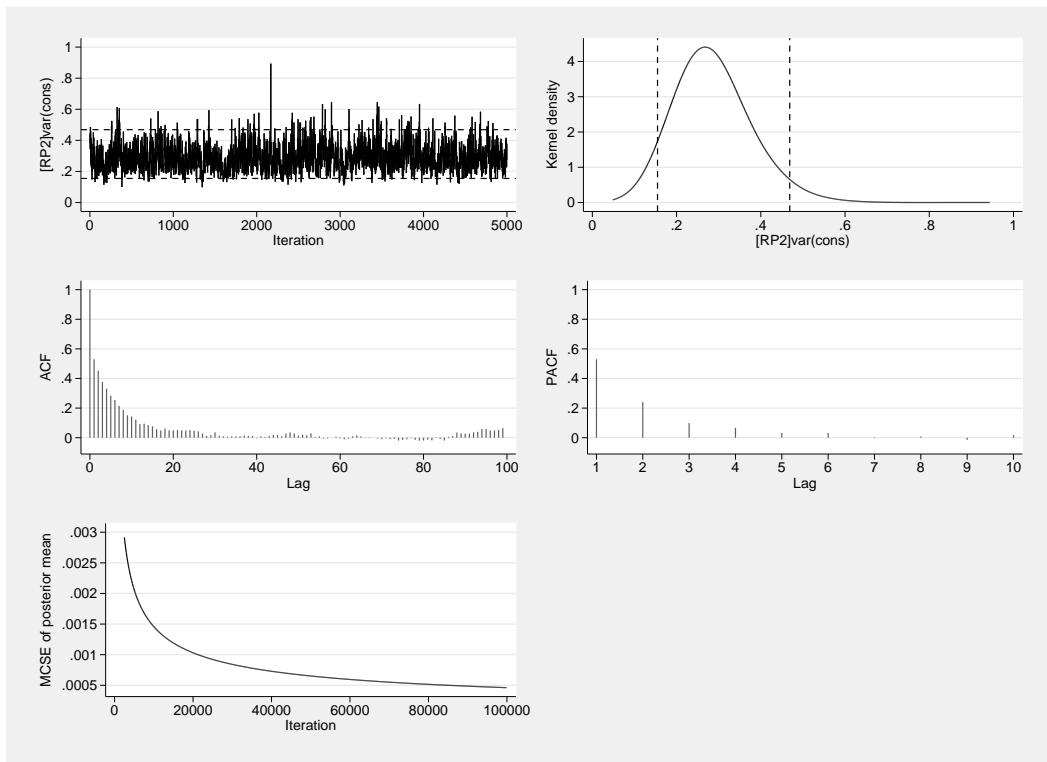 [RP2]var(cons)
1
.8
.6
.4
.2
0
0 1000 2000 3000 4000 5000
Iteration
Kernel density
4
3
2
1
0
0 .2 .4 .6 .8 1
[RP2]var(cons)
ACF
1
.8
.6
.4
.2
0
0 20 40 60 80 100
Lag
PACF
1
.8
.6
.4
.2
0
1 2 3 4 5 6 7 8 9 10
Lag
MCSE of posterior mean
.003
.0025
.002
.0015
.001
.0005
0 20000 40000 60000 80000 100000
Iteration